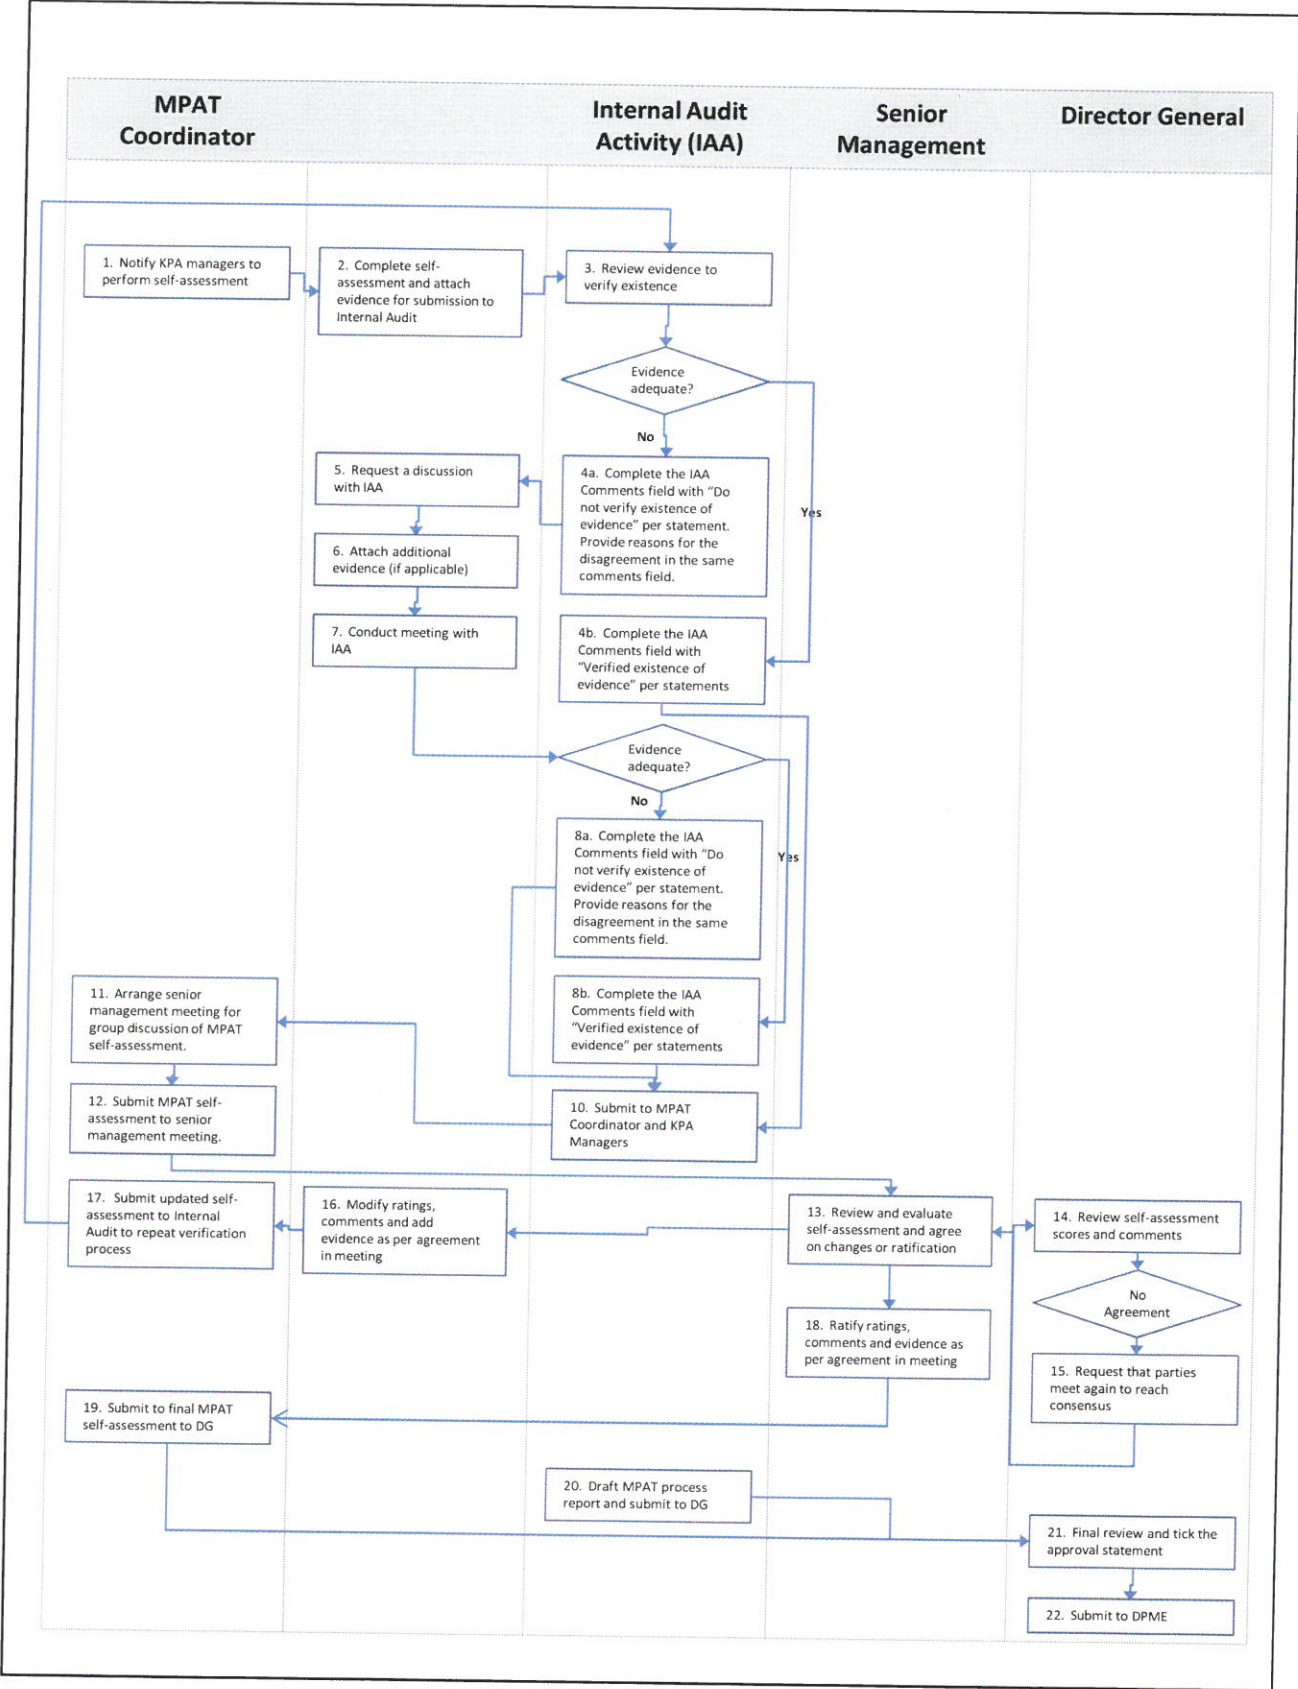 MPAT
Coordinator
Internal Audit
Activity (IAA)
Senior
Management
Director General
1. Notify KPA managers to
perform self-assessment
2. Complete self-
assessment and attach
evidence for submission to
Internal Audit
3. Review evidence to
verify existence
Evidence
adequate?
No
Yes
4a. Complete the IAA
Comments field with “Do
not verify existence of
evidence” per statement.
Provide reasons for the
disagreement in the same
comments field.
5. Request a discussion
with IAA
6. Attach additional
evidence (if applicable)
7. Conduct meeting with
IAA
4b. Complete the IAA
Comments field with
“Verified existence of
evidence” per statements
Evidence
adequate?
No
Yes
8a. Complete the IAA
Comments field with “Do
not verify existence of
evidence” per statement.
Provide reasons for the
disagreement in the same
comments field.
8b. Complete the IAA
Comments field with
“Verified existence of
evidence” per statements
10. Submit to MPAT
Coordinator and KPA
Managers
11. Arrange senior
management meeting for
group discussion of MPAT
self-assessment.
12. Submit MPAT self-
assessment to senior
management meeting.
13. Review and evaluate
self-assessment and agree
on changes or ratification
14. Review self-assessment
scores and comments
No
Agreement
15. Request that parties
meet again to reach
consensus
16. Modify ratings,
comments and add
evidence as per agreement
in meeting
17. Submit updated self-
assessment to Internal
Audit to repeat verification
process
18. Ratify ratings,
comments and evidence as
per agreement in meeting
19. Submit to final MPAT
self-assessment to DG
20. Draft MPAT process
report and submit to DG
21. Final review and tick the
approval statement
22. Submit to DPME